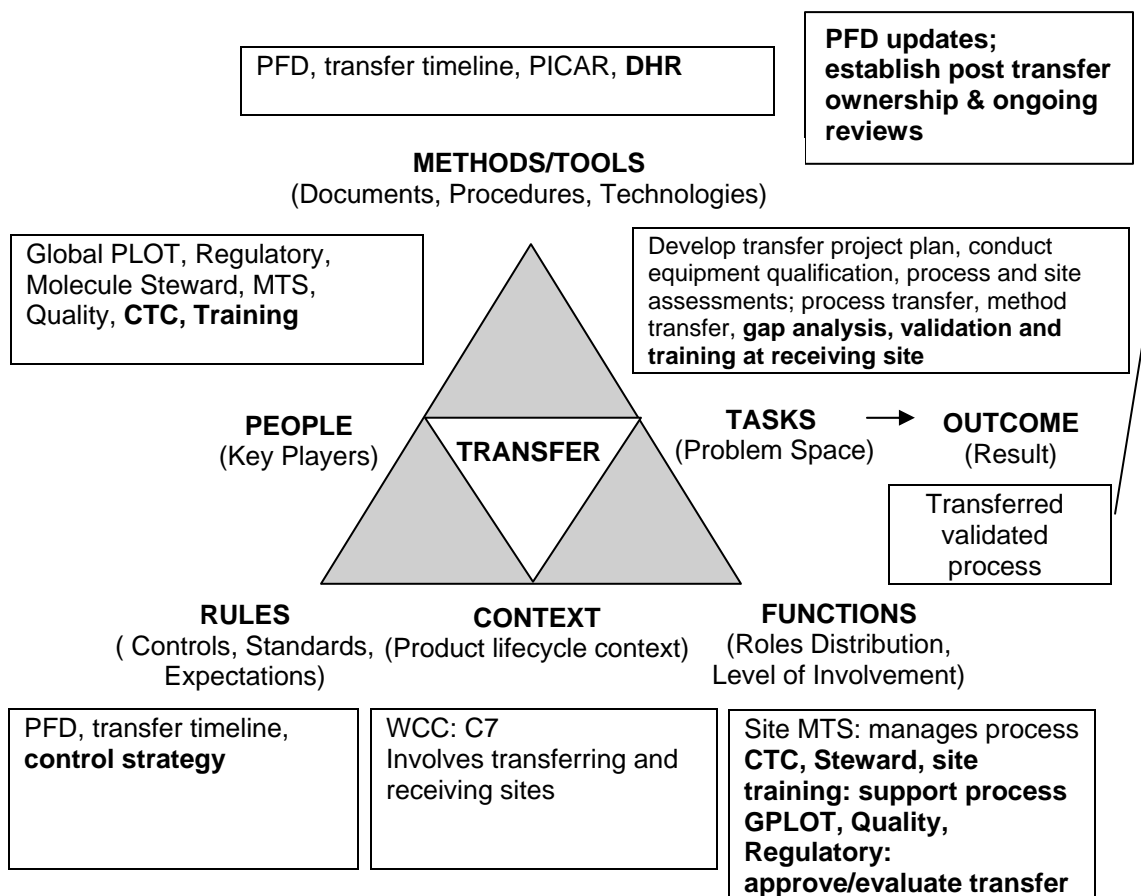 PFD, transfer timeline, PICAR, DHR
PFD updates;
establish post transfer
ownership & ongoing
reviews
METHODS/TOOLS
(Documents, Procedures, Technologies)
Global PLOT, Regulatory,
Molecule Steward, MTS,
Quality, CTC, Training
Develop transfer project plan, conduct
equipment qualification, process and site
assessments; process transfer, method
transfer, gap analysis, validation and
training at receiving site
PEOPLE
(Key Players)
TRANSFER
TASKS
(Problem Space)
OUTCOME
(Result)
Transferred
validated
process
RULES
( Controls, Standards,
Expectations)
CONTEXT
(Product lifecycle context)
FUNCTIONS
(Roles Distribution,
Level of Involvement)
PFD, transfer timeline,
control strategy
WCC: C7
Involves transferring and
receiving sites
Site MTS: manages process
CTC, Steward, site
training: support process
GPLOT, Quality,
Regulatory:
approve/evaluate transfer